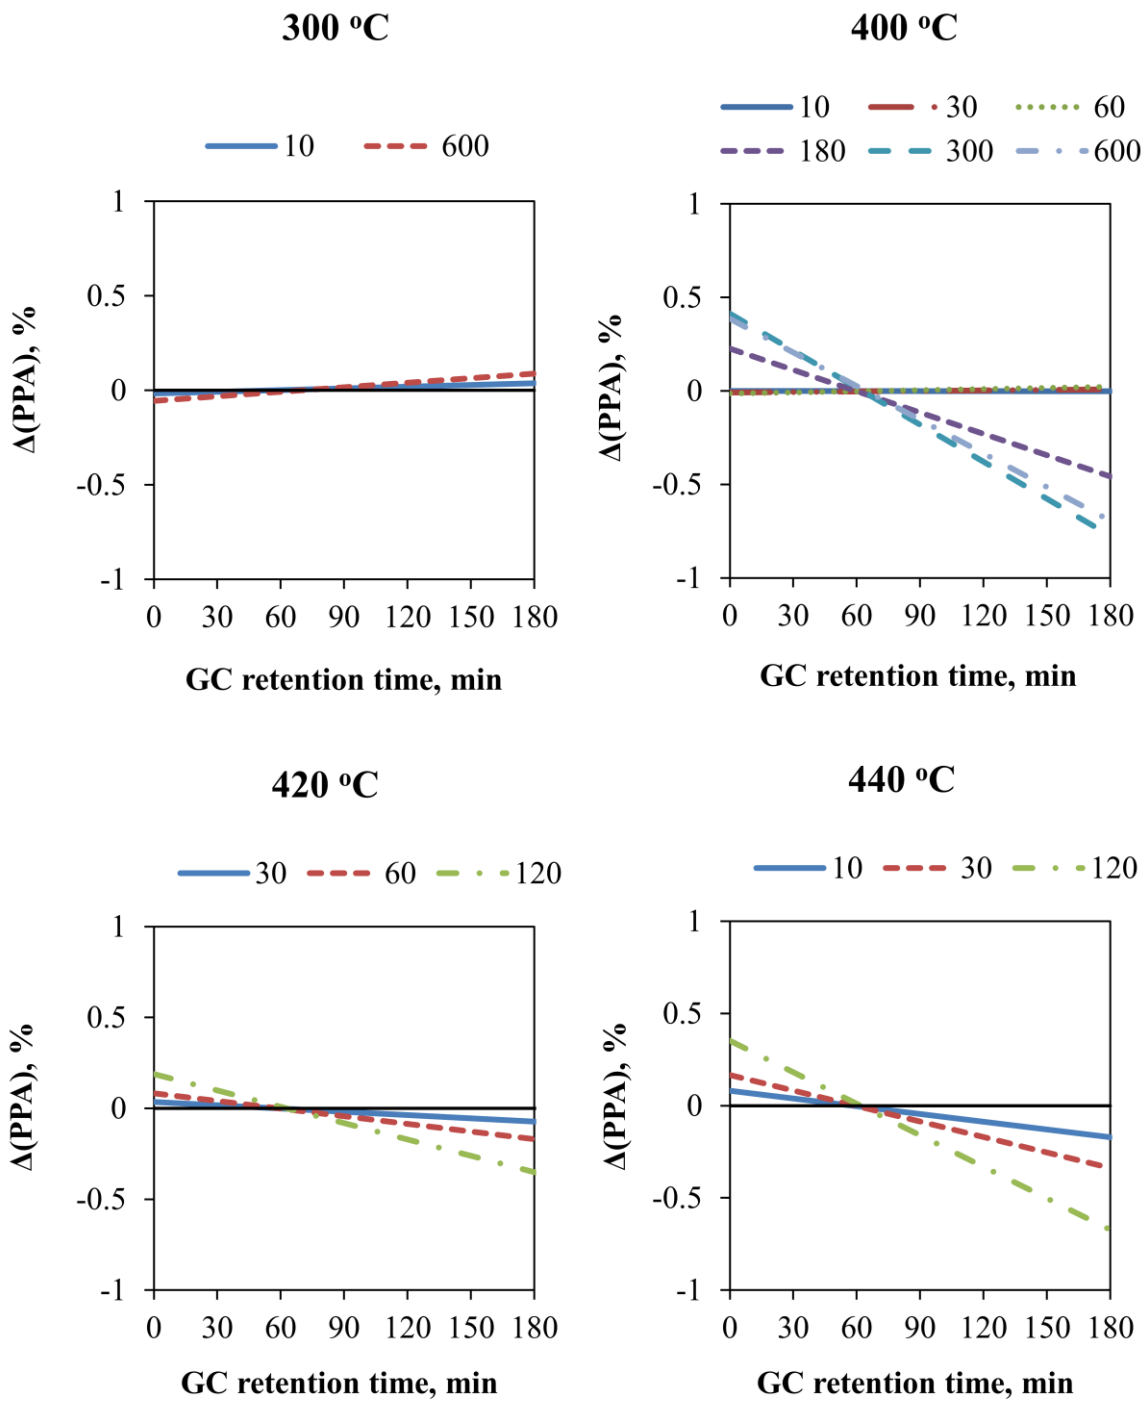 300 °C
10 600
1
0.5
0
-0.5
-1
Δ(PPA), %
0 30 60 90 120 150 180
GC retention time, min
400 °C
10 30 60
180 300 600
1
0.5
0
-0.5
-1
Δ(PPA), %
0 30 60 90 120 150 180
GC retention time, min
420 °C
30 60 120
1
0.5
0
-0.5
-1
Δ(PPA), %
0 30 60 90 120 150 180
GC retention time, min
440 °C
10 30 120
1
0.5
0
-0.5
-1
Δ(PPA), %
0 30 60 90 120 150 180
GC retention time, min